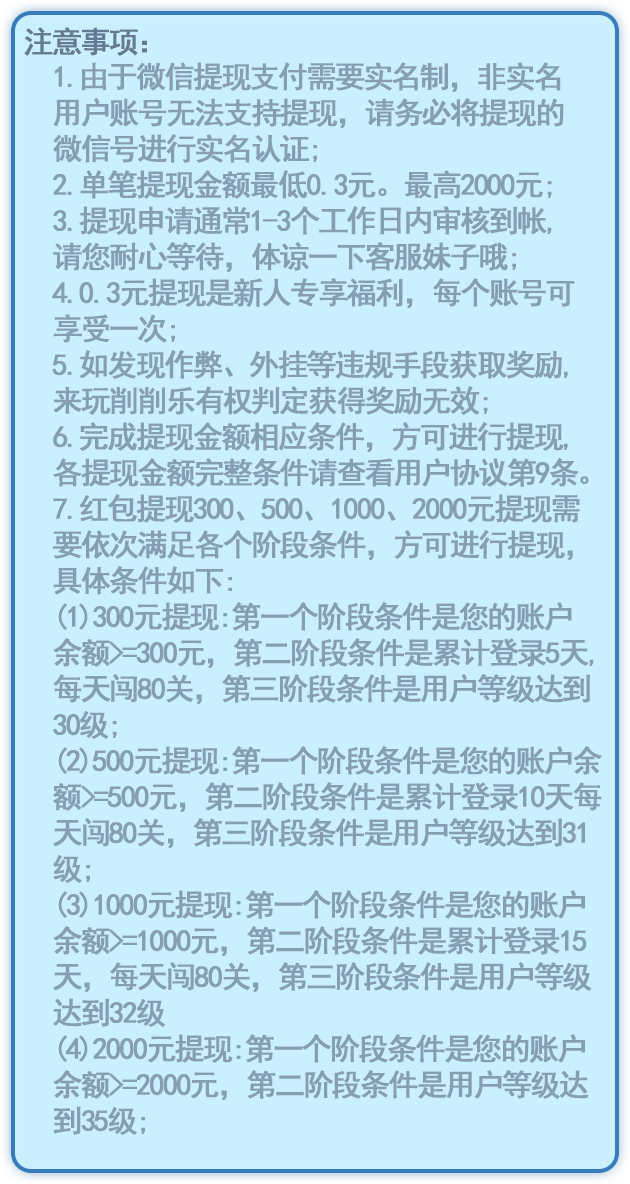 注意事项:
1.由于微信提现支付需要实名制，非实名
用户账号无法支持提现，请务必将提现的
微信号进行实名认证;
2.单笔提现金额最低0.3元。最高2000元;
3.提现申请通常1-3个工作日内审核到帐,
请您耐心等待，体谅一下客服妹子哦;
4.0.3元提现是新人专享福利，每个账号可
享受一次;
5.如发现作弊、外挂等违规手段获取奖励,
来玩削削乐有权判定获得奖励无效;
6.完成提现金额相应条件，方可进行提现,
各提现金额完整条件请查看用户协议第9条。
7.红包提现300、500、1000、2000元提现需
要依次满足各个阶段条件，方可进行提现，
具体条件如下:
(1)300元提现:第一个阶段条件是您的账户
余额>=300元，第二阶段条件是累计登录5天,
每天闯80关，第三阶段条件是用户等级达到
30级;
(2)500元提现:第一个阶段条件是您的账户余
额>=500元，第二阶段条件是累计登录10天每
天闯80关，第三阶段条件是用户等级达到31
级;
(3)1000元提现:第一个阶段条件是您的账户
余额>=1000元，第二阶段条件是累计登录15
天，每天闯80关，第三阶段条件是用户等级
达到32级
(4)2000元提现:第一个阶段条件是您的账户
余额>=2000元，第二阶段条件是用户等级达
到35级;